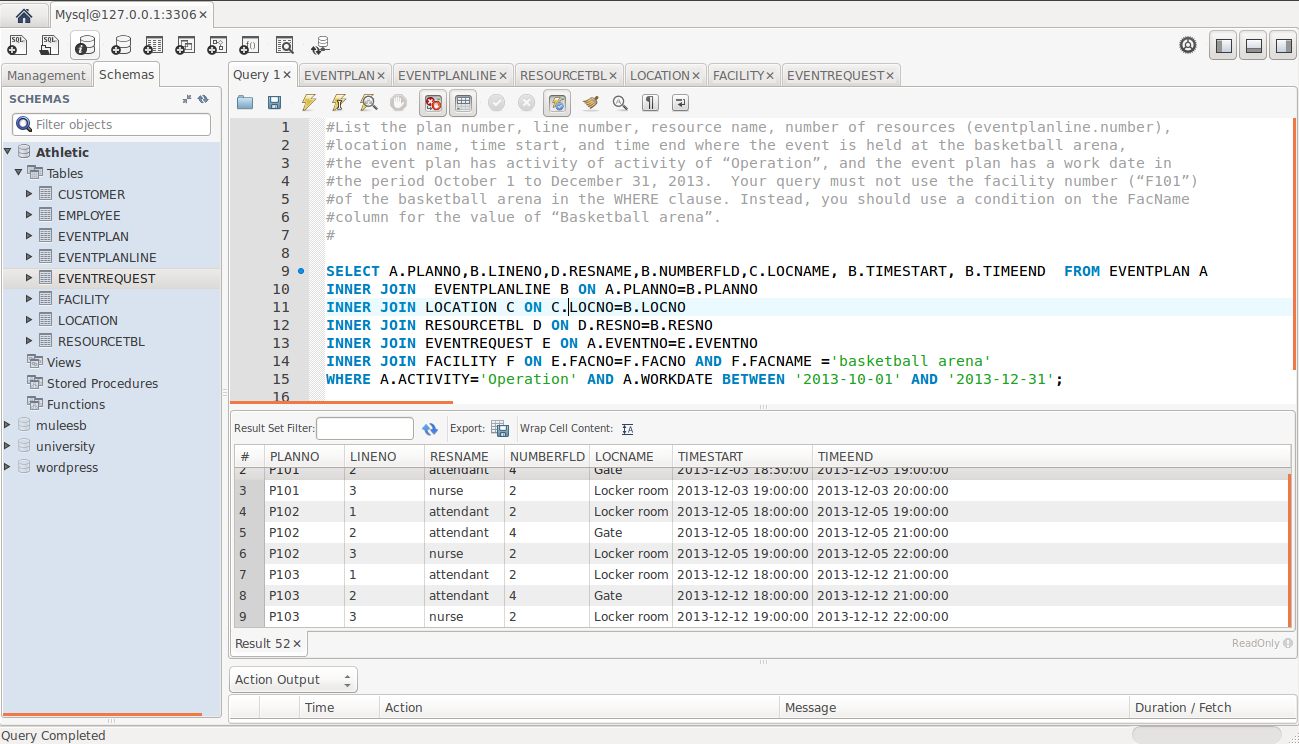 Mysql@127.0.0.1:3306 ×
Management Schemas
SCHEMAS
Filter objects
Athletic
Tables
CUSTOMER
EMPLOYEE
EVENTPLAN
EVENTPLANLINE
EVENTREQUEST
FACILITY
LOCATION
RESOURCETBL
Views
Stored Procedures
Functions
muleesb
university
wordpress
Query 1 × EVENTPLAN × EVENTPLANLINE × RESOURCETBL × LOCATION × FACILITY × EVENTREQUEST ×
1 #List the plan number, line number, resource name, number of resources (eventplanline.number),
2 #location name, time start, and time end where the event is held at the basketball arena,
3 #the event plan has activity of activity of “Operation”, and the event plan has a work date in
4 #the period October 1 to December 31, 2013.  Your query must not use the facility number (“F101”)
5 #of the basketball arena in the WHERE clause. Instead, you should use a condition on the FacName
6 #column for the value of “Basketball arena”.
7 #
8
9 SELECT A.PLANNO,B.LINENO,D.RESNAME,B.NUMBERFLD,C.LOCNAME, B.TIMESTART, B.TIMEEND  FROM EVENTPLAN A
10 INNER JOIN  EVENTPLANLINE B ON A.PLANNO=B.PLANNO
11 INNER JOIN LOCATION C ON C.LOCNO=B.LOCNO
12 INNER JOIN RESOURCETBL D ON D.RESNO=B.RESNO
13 INNER JOIN EVENTREQUEST E ON A.EVENTNO=E.EVENTNO
14 INNER JOIN FACILITY F ON E.FACNO=F.FACNO AND F.FACNAME ='basketball arena'
15 WHERE A.ACTIVITY='Operation' AND A.WORKDATE BETWEEN '2013-10-01' AND '2013-12-31';
16
Result Set Filter: Export: Wrap Cell Content:
# PLANNO LINENO RESNAME NUMBERFLD LOCNAME TIMESTART TIMEEND
2 P101 2 attendant 4 Gate 2013-12-03 18:30:00 2013-12-03 19:00:00
3 P101 3 nurse 2 Locker room 2013-12-03 19:00:00 2013-12-03 20:00:00
4 P102 1 attendant 2 Locker room 2013-12-05 18:00:00 2013-12-05 19:00:00
5 P102 2 attendant 4 Gate 2013-12-05 18:00:00 2013-12-05 21:00:00
6 P102 3 nurse 2 Locker room 2013-12-05 19:00:00 2013-12-05 22:00:00
7 P103 1 attendant 2 Locker room 2013-12-12 18:00:00 2013-12-12 21:00:00
8 P103 2 attendant 4 Gate 2013-12-12 18:00:00 2013-12-12 21:00:00
9 P103 3 nurse 2 Locker room 2013-12-12 19:00:00 2013-12-12 22:00:00
Result 52 × ReadOnly
Action Output
Time Action Message Duration / Fetch
Query Completed